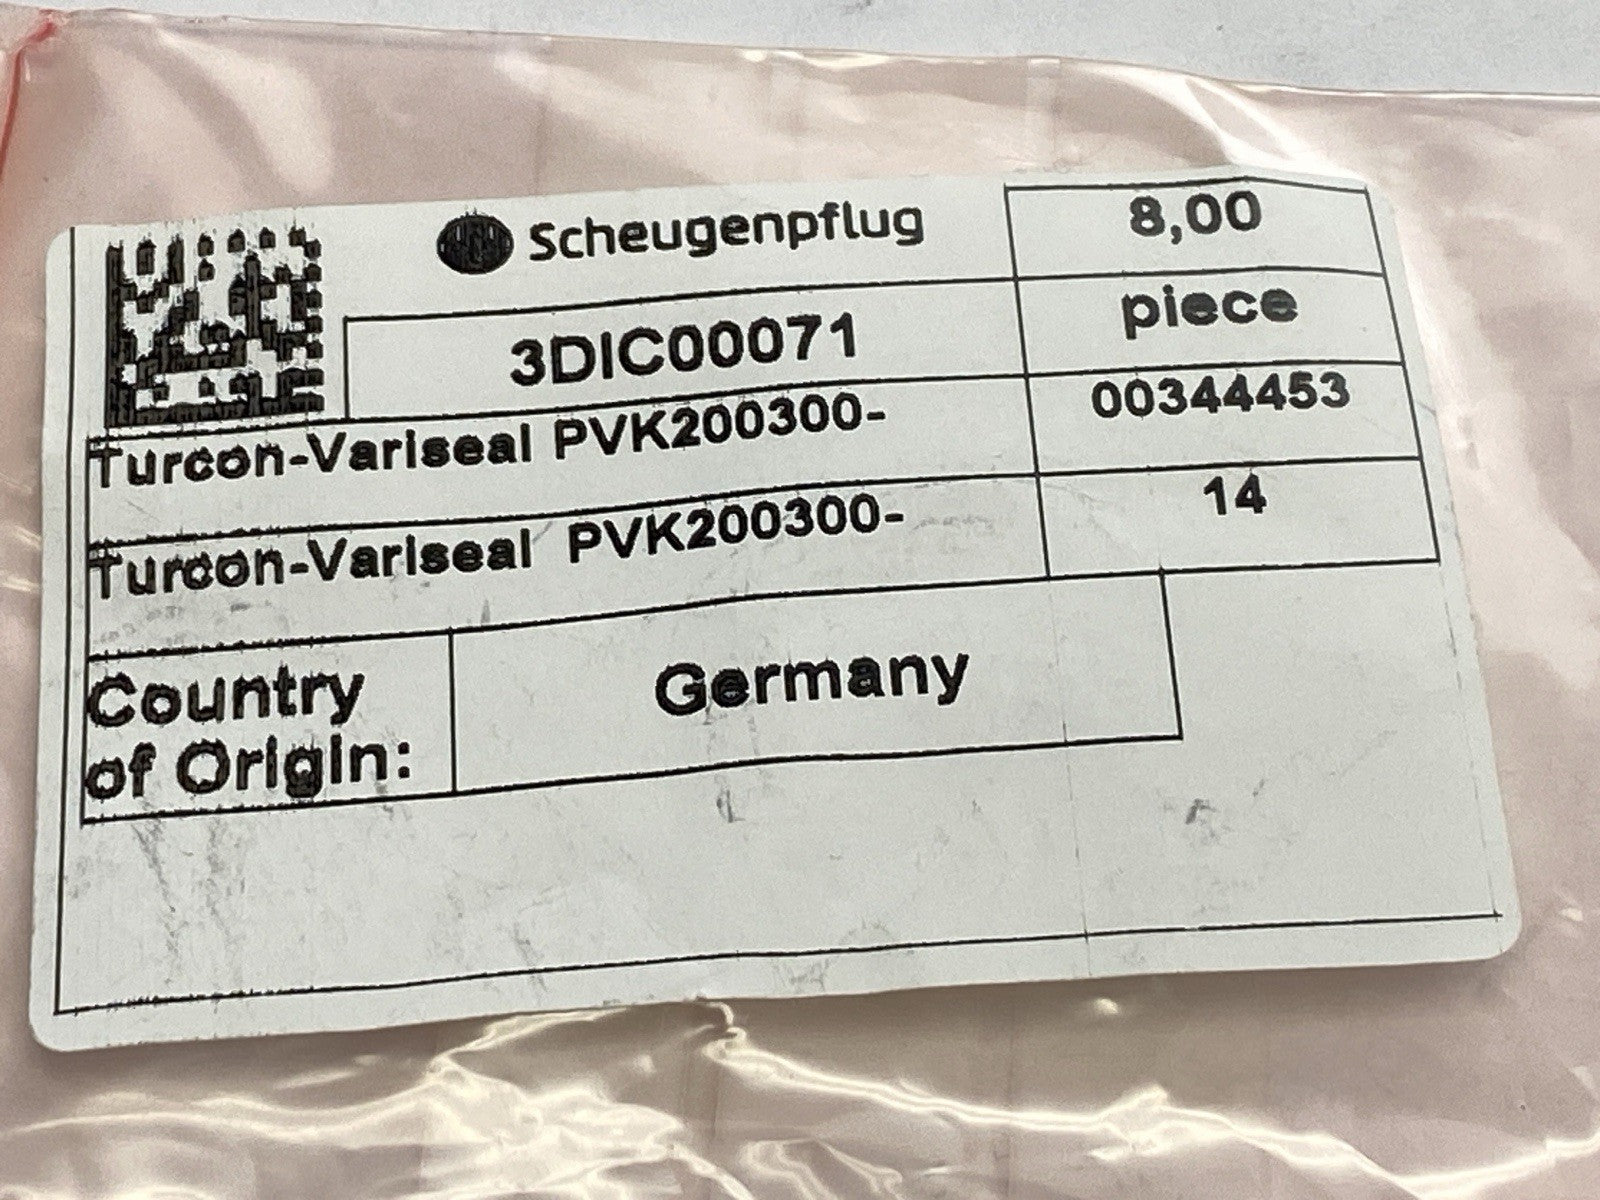 Scheugenpflug
8,00
3DIC00071
piece
Turcon-Variseal PVK200300-
00344453
Turcon-Variseal PVK200300-
14
Country
of Origin:
Germany